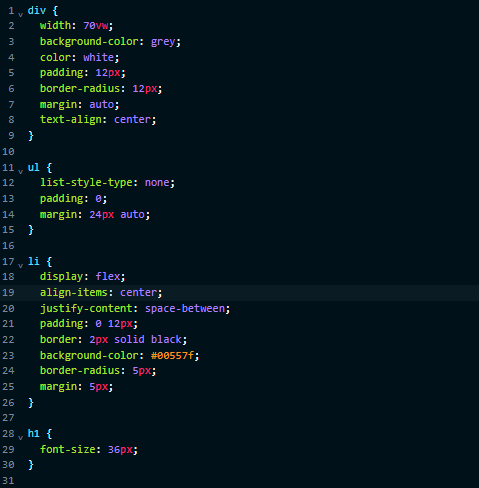 1 div {
2 width: 70vw;
3 background-color: grey;
4 color: white;
5 padding: 12px;
6 border-radius: 12px;
7 margin: auto;
8 text-align: center;
9 }
10
11 ul {
12 list-style-type: none;
13 padding: 0;
14 margin: 24px auto;
15 }
16
17 li {
18 display: flex;
19 align-items: center;
20 justify-content: space-between;
21 padding: 0 12px;
22 border: 2px solid black;
23 background-color: #00557f;
24 border-radius: 5px;
25 margin: 5px;
26 }
27
28 h1 {
29 font-size: 36px;
30 }
31